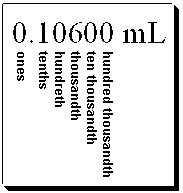 0.10600 mL
ones
tenths
hundreth
thousandth
ten thousandth
hundred thousandth